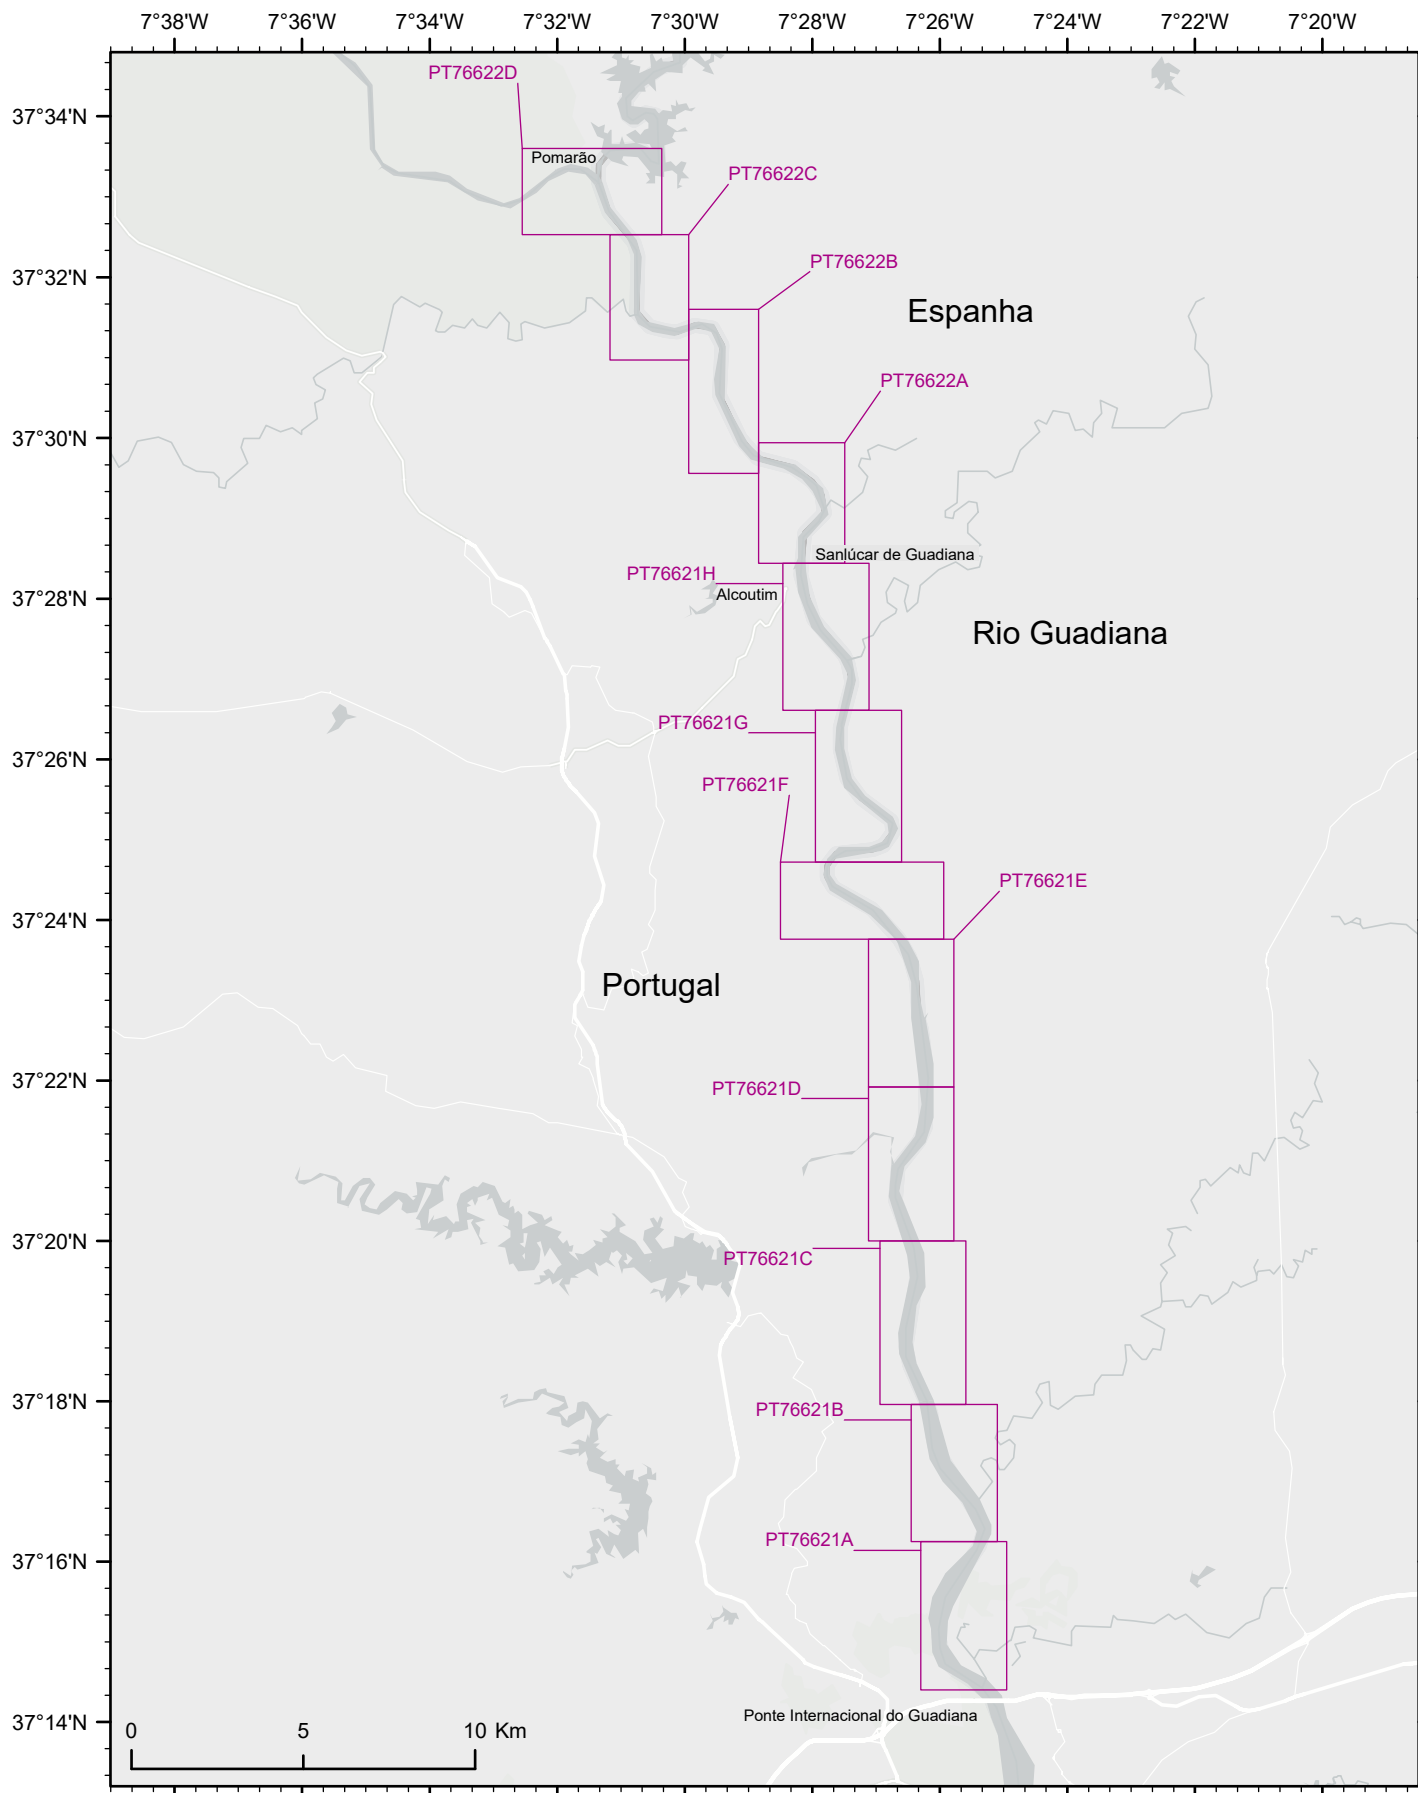 7°38'W 7°36'W 7°34'W 7°32'W 7°30'W 7°28'W 7°26'W 7°24'W 7°22'W 7°20'W
PT76622D
37°34'N
Pomarão
PT76622C
PT76622B
37°32'N
Espanha
PT76622A
37°30'N
Sanlúcar de Guadiana
PT76621H
Alcoutim
37°28'N
Rio Guadiana
PT76621G
37°26'N
PT76621F
PT76621E
37°24'N
Portugal
37°22'N
PT76621D
37°20'N
PT76621C
37°18'N
PT76621B
PT76621A
37°16'N
Ponte Internacional do Guadiana
37°14'N
0 5 10 Km